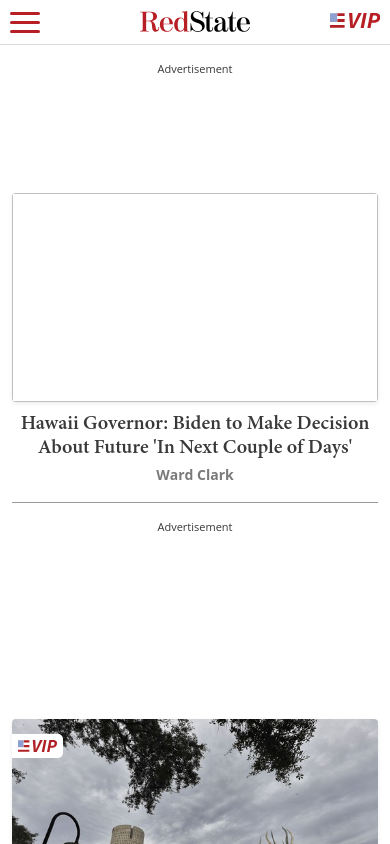 RedState
VIP
Advertisement
Hawaii Governor: Biden to Make Decision
About Future 'In Next Couple of Days'
Ward Clark
Advertisement
VIP